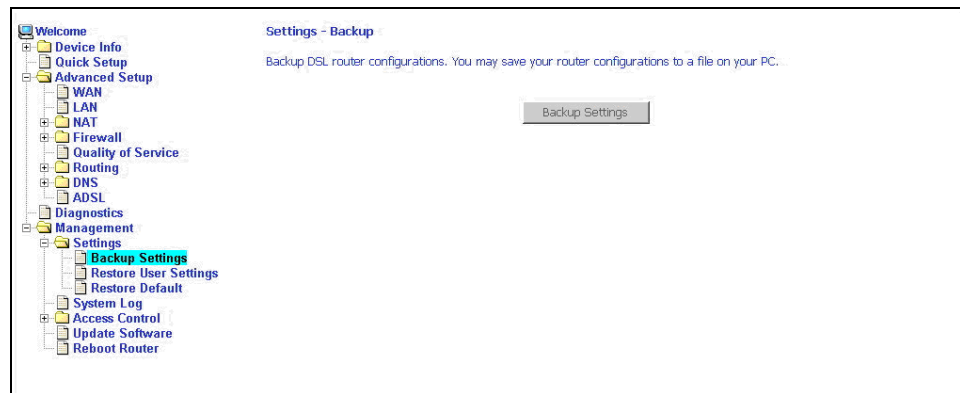 Welcome
Device Info
Quick Setup
Advanced Setup
WAN
LAN
NAT
Firewall
Quality of Service
Routing
DNS
ADSL
Diagnostics
Management
Settings
Backup Settings
Restore User Settings
Restore Default
System Log
Access Control
Update Software
Reboot Router
Settings - Backup
Backup DSL router configurations. You may save your router configurations to a file on your PC.
Backup Settings